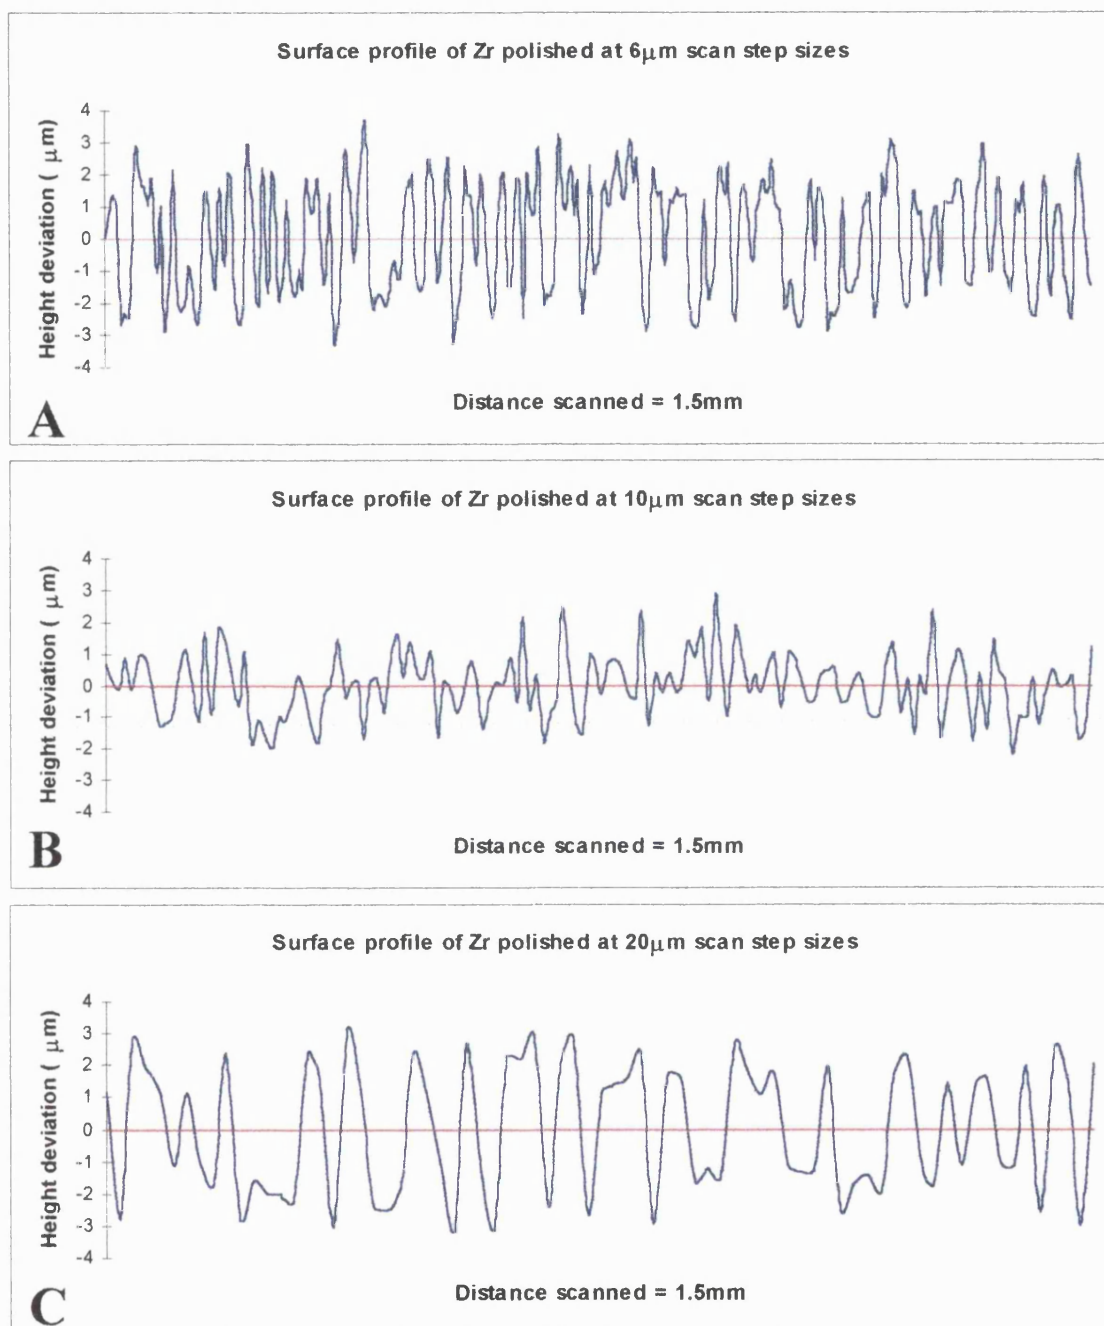 Surface profile of Zr polished at 6μm scan step sizes
Height deviation ( μm)
4
3
2
1
0
-1
-2
-3
-4
Distance scanned = 1.5mm
A
Surface profile of Zr polished at 10μm scan step sizes
Height deviation ( μm)
4
3
2
1
0
-1
-2
-3
-4
Distance scanned = 1.5mm
B
Surface profile of Zr polished at 20μm scan step sizes
Height deviation ( μm)
4
3
2
1
0
-1
-2
-3
-4
Distance scanned = 1.5mm
C